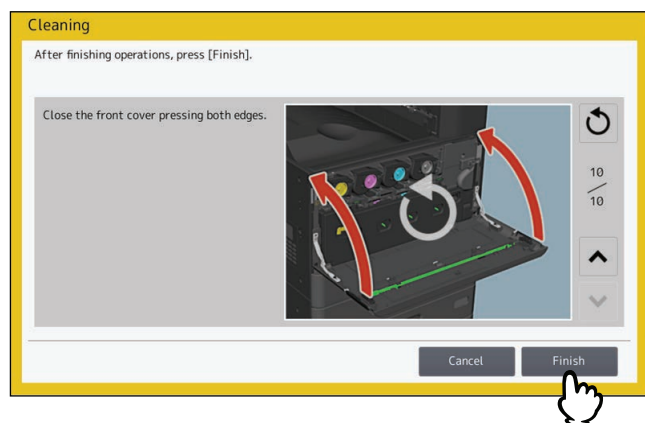 Cleaning
After finishing operations, press [Finish].
Close the front cover pressing both edges.
10
10
Cancel
Finish